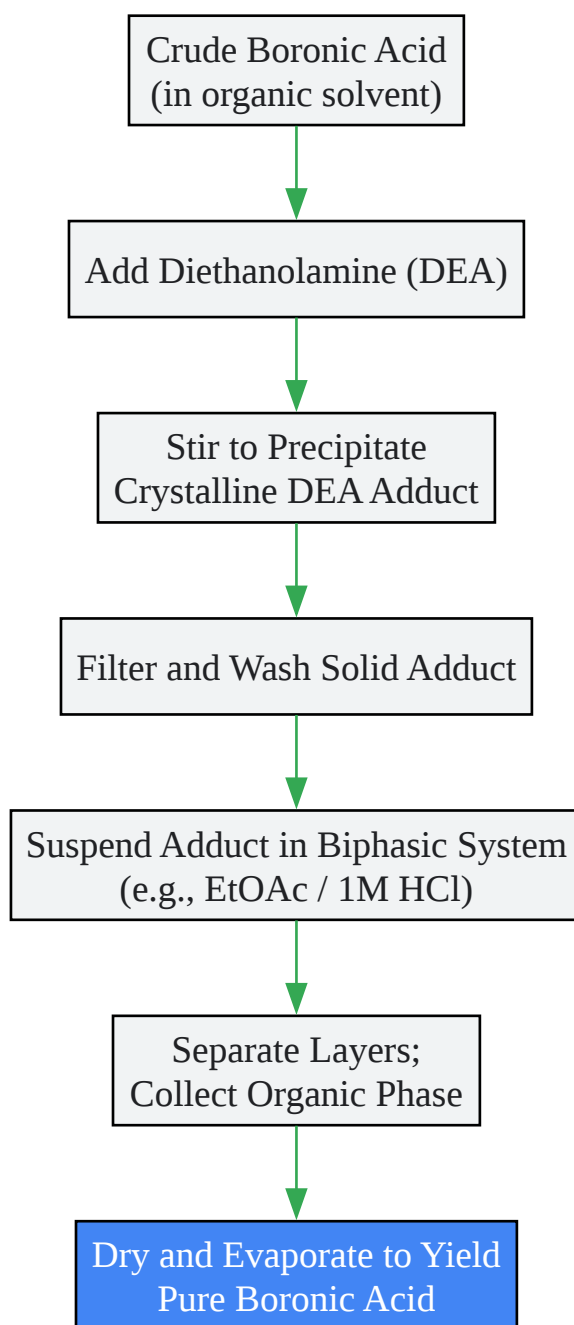 Crude Boronic Acid
(in organic solvent)
Add Diethanolamine (DEA)
Stir to Precipitate
Crystalline DEA Adduct
Filter and Wash Solid Adduct
Suspend Adduct in Biphasic System
(e.g., EtOAc / 1M HCl)
Separate Layers;
Collect Organic Phase
Dry and Evaporate to Yield
Pure Boronic Acid